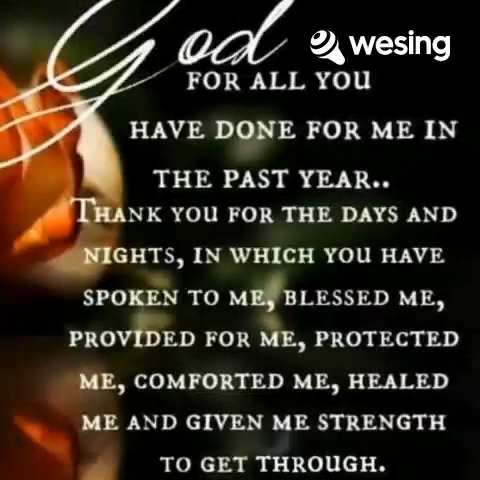 God
wesing
FOR ALL YOU
HAVE DONE FOR ME IN
THE PAST YEAR..
THANK YOU FOR THE DAYS AND
NIGHTS, IN WHICH YOU HAVE
SPOKEN TO ME, BLESSED ME,
PROVIDED FOR ME, PROTECTED
ME, COMFORTED ME, HEALED
ME AND GIVEN ME STRENGTH
TO GET THROUGH.